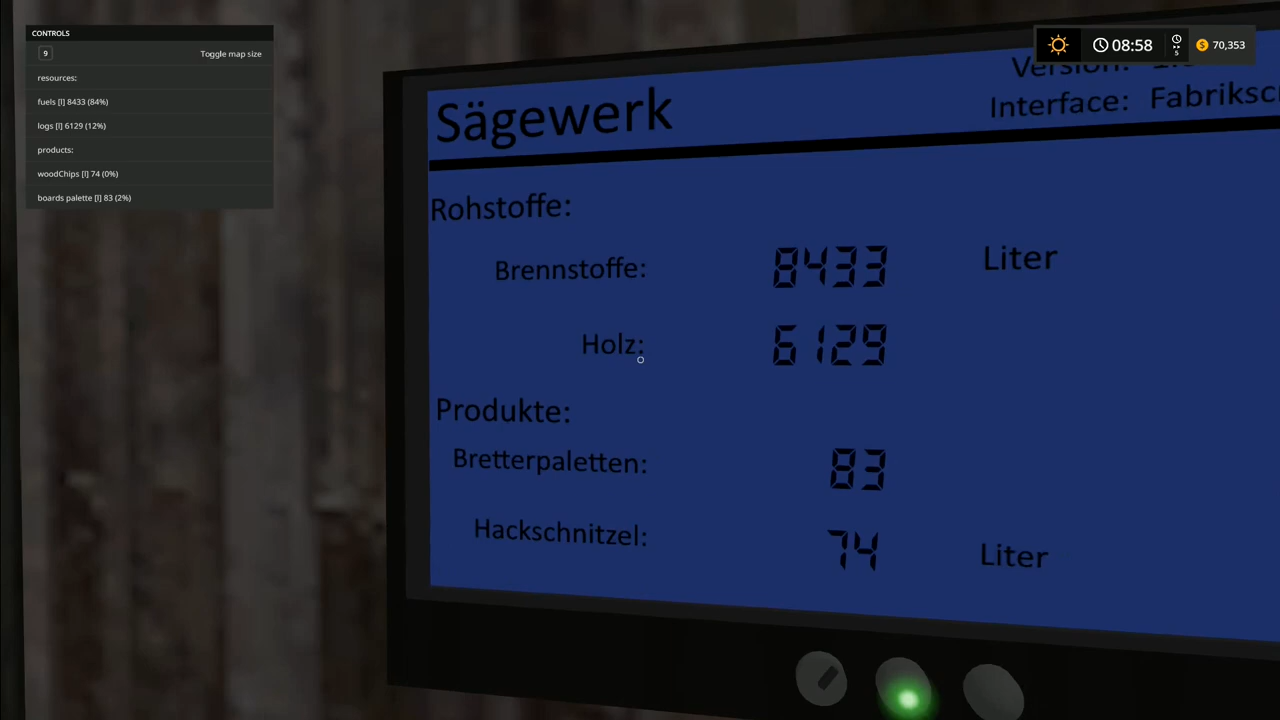 CONTROLS
9 Toggle map size
resources:
fuels [l] 8433 (84%)
logs [l] 6129 (12%)
products:
woodChips [l] 74 (0%)
boards palette [l] 83 (2%)
08:58
5
70,353
Version:
Sägewerk
Interface:
Rohstoffe:
Brennstoffe: 8433 Liter
Holz: 6129
Produkte:
Bretterpaletten: 83
Hackschnitzel: 74 Liter